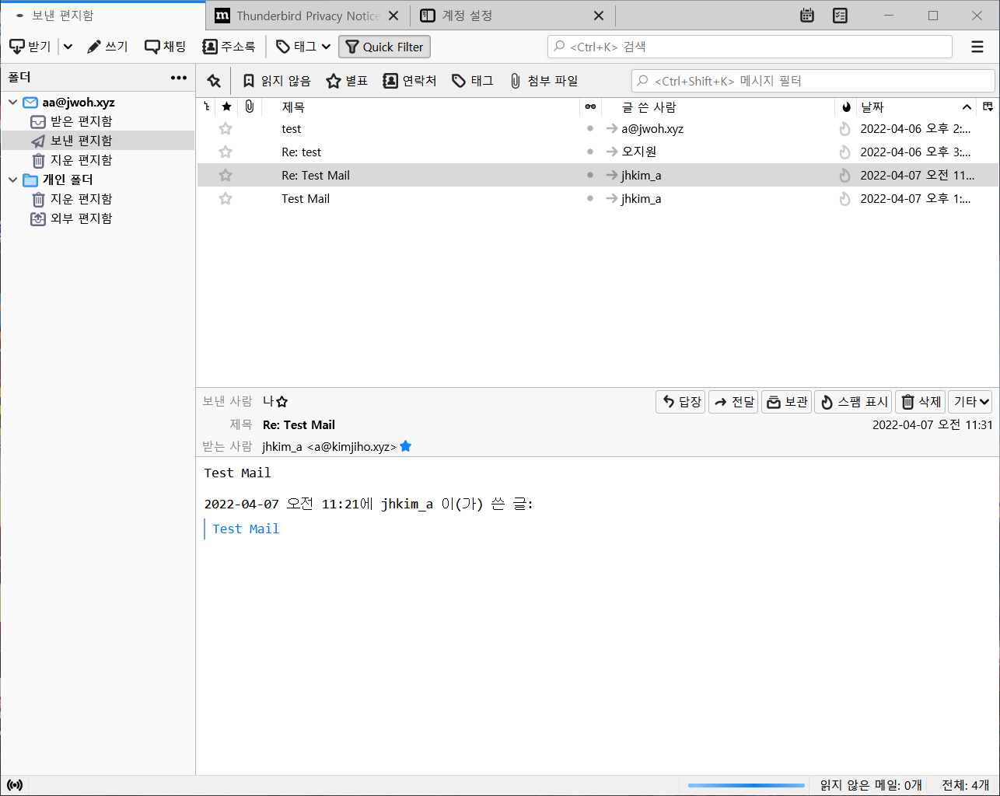 보낸 편지함
Thunderbird Privacy Notice
계정 설정
받기
쓰기
채팅
주소록
태그
Quick Filter
<Ctrl+K> 검색
폴더
읽지 않음
별표
연락처
태그
첨부 파일
<Ctrl+Shift+K> 메시지 필터
aa@jwoh.xyz
받은 편지함
보낸 편지함
지운 편지함
개인 폴더
지운 편지함
외부 편지함
제목 글 쓴 사람 날짜
test a@jwoh.xyz 2022-04-06 오후 2:...
Re: test 오지원 2022-04-06 오후 3:...
Re: Test Mail jhkim_a 2022-04-07 오전 11...
Test Mail jhkim_a 2022-04-07 오후 1:...
보낸 사람 나 답장 전달 보관 스팸 표시 삭제 기타
제목 Re: Test Mail 2022-04-07 오전 11:31
받는 사람 jhkim_a <a@kimjiho.xyz>
Test Mail
2022-04-07 오전 11:21에 jhkim_a 이(가) 쓴 글:
Test Mail
읽지 않은 메일: 0개 전체: 4개